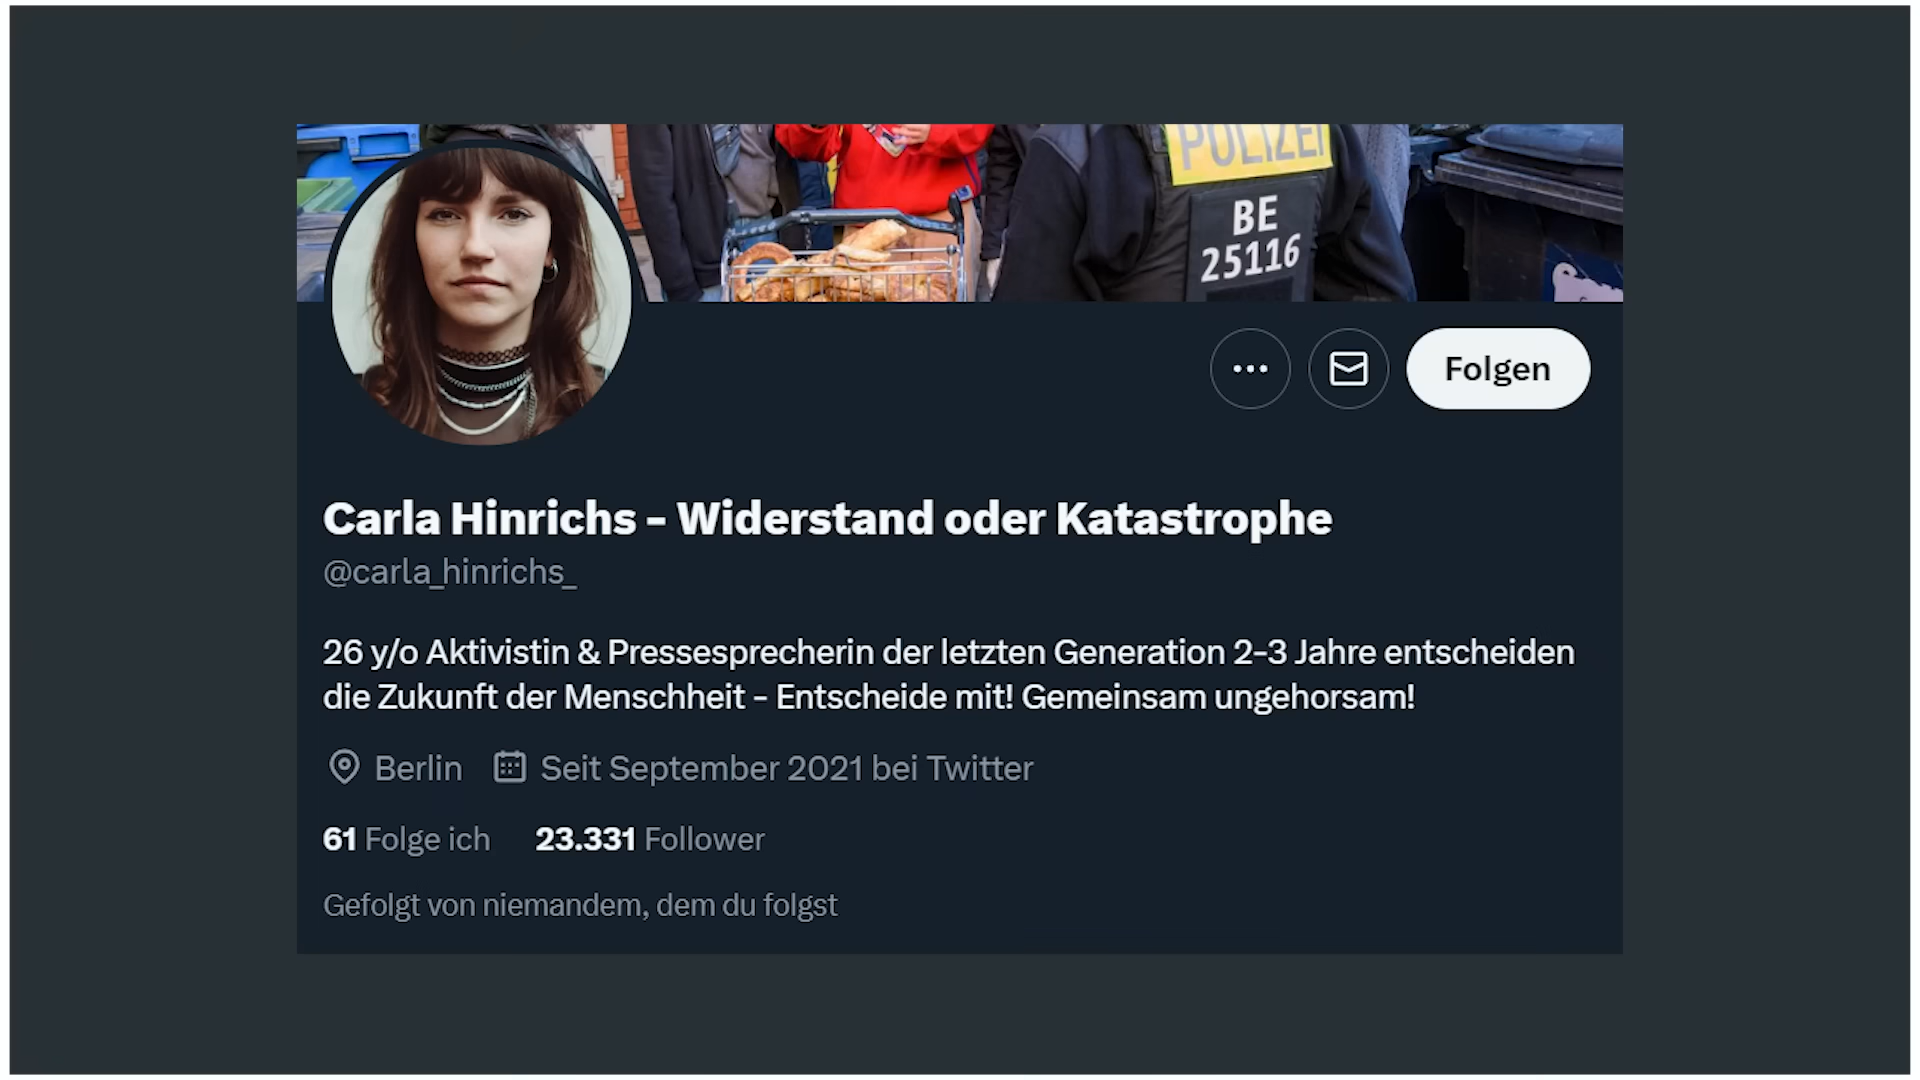 POLIZEI
BE
25116
Folgen
Carla Hinrichs - Widerstand oder Katastrophe
@carla_hinrichs_
26 y/o Aktivistin & Pressesprecherin der letzten Generation 2-3 Jahre entscheiden
die Zukunft der Menschheit - Entscheide mit! Gemeinsam ungehorsam!
Berlin Seit September 2021 bei Twitter
61 Folge ich 23.331 Follower
Gefolgt von niemandem, dem du folgst